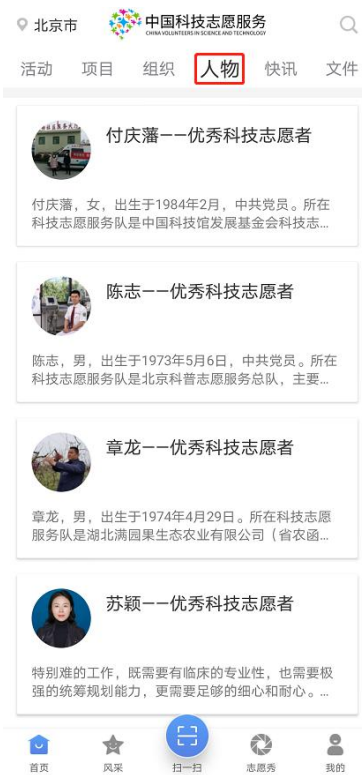 北京市
中国科技志愿服务
CHINA VOLUNTEERS IN SCIENCE AND TECHNOLOGY
活动 项目 组织 人物 快讯 文件
付庆藩——优秀科技志愿者
付庆藩，女，出生于1984年2月，中共党员。所在
科技志愿服务队是中国科技馆发展基金会科技志...
陈志——优秀科技志愿者
陈志，男，出生于1973年5月6日，中共党员。所在
科技志愿服务队是北京科普志愿服务总队，主要...
章龙——优秀科技志愿者
章龙，男，出生于1974年4月29日。所在科技志愿
服务队是湖北满园果生态农业有限公司（省农函...
苏颖——优秀科技志愿者
特别难的工作，既需要有临床的专业性，也需要极
强的统筹规划能力，更需要足够的细心和耐心。...
首页 风采 扫一扫 志愿秀 我的